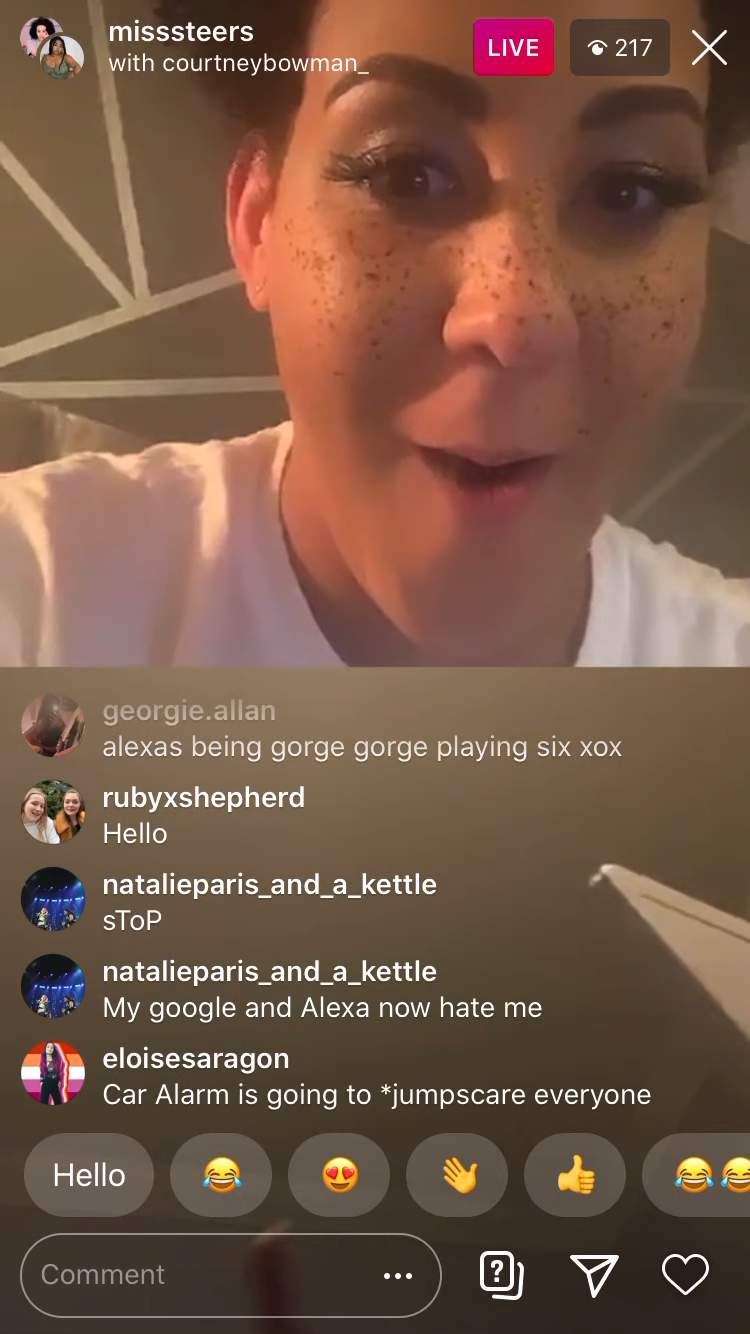 misssteers
with courtneybowman_
LIVE
217
georgie.allan
alexas being gorge gorge playing six xox
rubyxshepherd
Hello
natalieparis_and_a_kettle
sToP
natalieparis_and_a_kettle
My google and Alexa now hate me
eloisesaragon
Car Alarm is going to *jumpscare everyone
Hello 😂 😍 👋 👍 😂😂
Comment
?